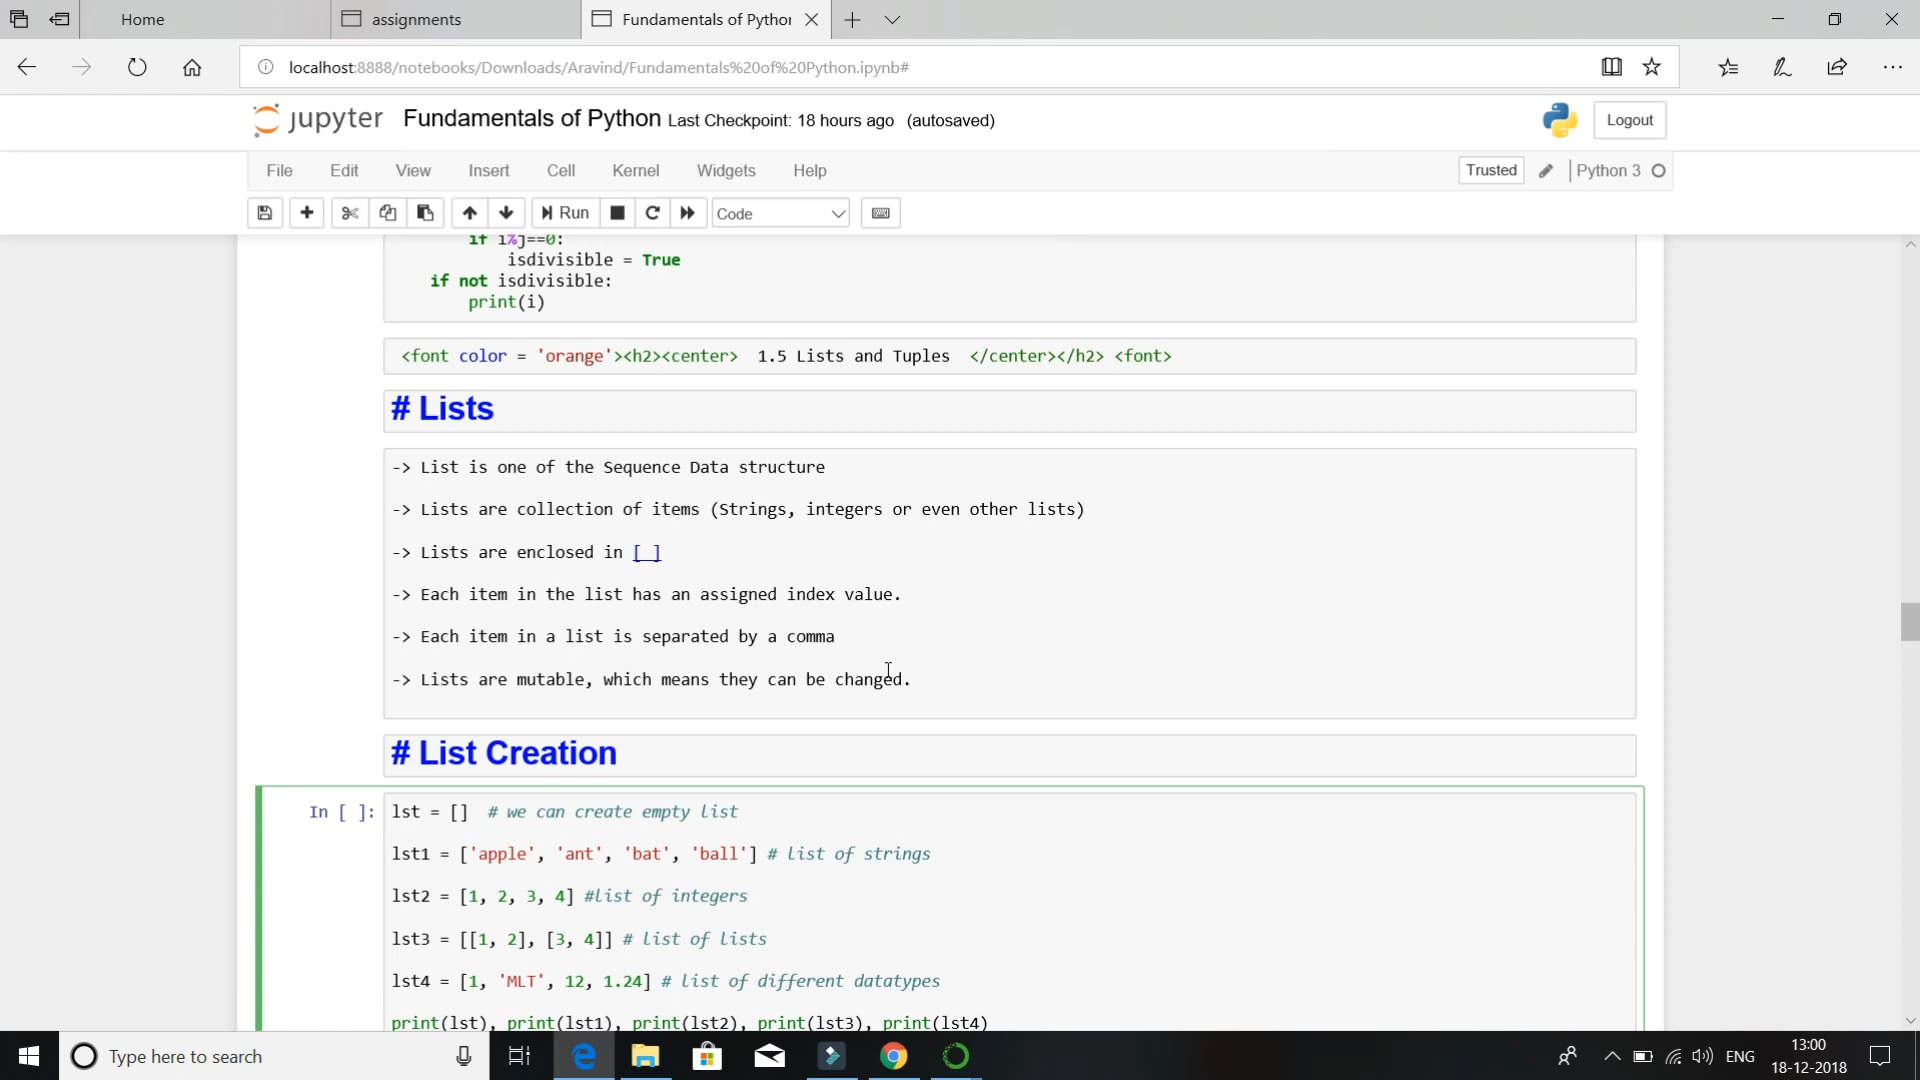 Home
assignments
Fundamentals of Pythor
localhost:8888/notebooks/Downloads/Aravind/Fundamentals%20of%20Python.ipynb#
jupyter Fundamentals of Python Last Checkpoint: 18 hours ago (autosaved)
Logout
File Edit View Insert Cell Kernel Widgets Help
Trusted Python 3
Run Code
if i%j==0:
isdivisible = True
if not isdivisible:
print(i)
<font color = 'orange'><h2><center> 1.5 Lists and Tuples </center></h2> <font>
# Lists
-> List is one of the Sequence Data structure
-> Lists are collection of items (Strings, integers or even other lists)
-> Lists are enclosed in [ ]
-> Each item in the list has an assigned index value.
-> Each item in a list is separated by a comma
-> Lists are mutable, which means they can be changed.
# List Creation
In [ ]: lst = [] # we can create empty list
lst1 = ['apple', 'ant', 'bat', 'ball'] # list of strings
lst2 = [1, 2, 3, 4] #list of integers
lst3 = [[1, 2], [3, 4]] # list of lists
lst4 = [1, 'MLT', 12, 1.24] # list of different datatypes
print(lst), print(lst1), print(lst2), print(lst3), print(lst4)
Type here to search
ENG
13:00
18-12-2018